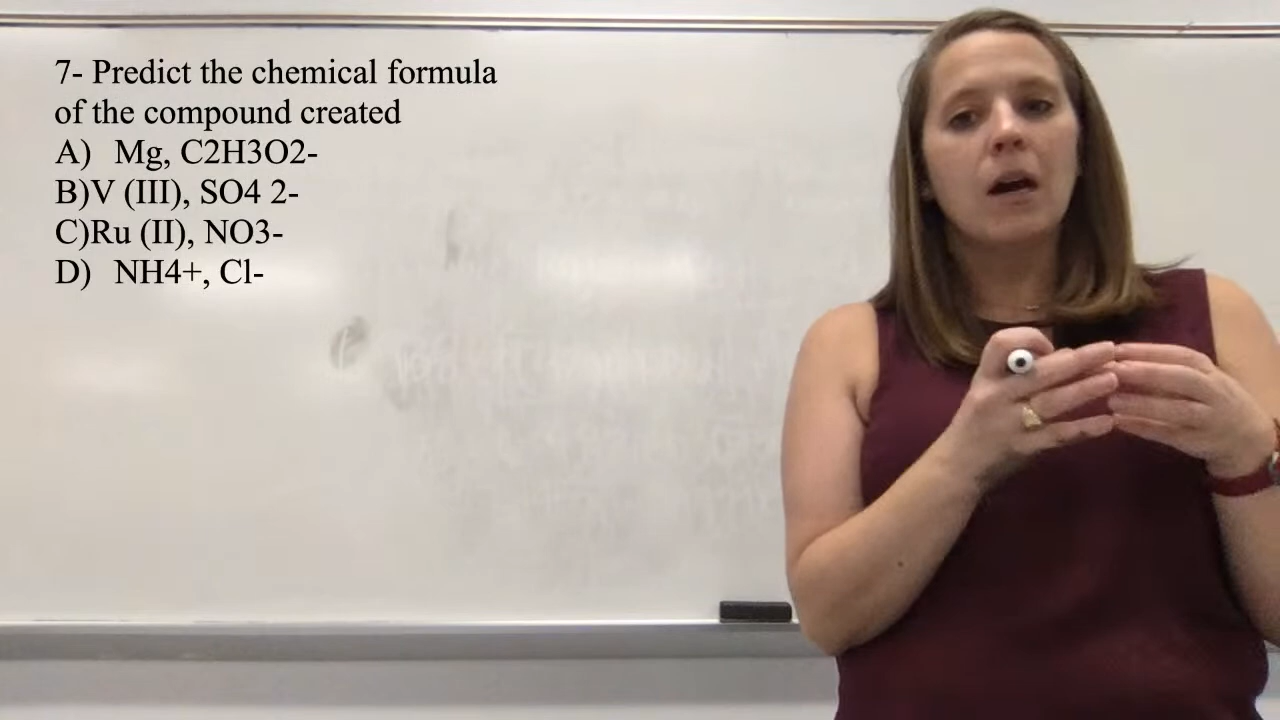 7- Predict the chemical formula
of the compound created
A) Mg, C2H3O2-
B)V (III), SO4 2-
C)Ru (II), NO3-
D) NH4+, Cl-